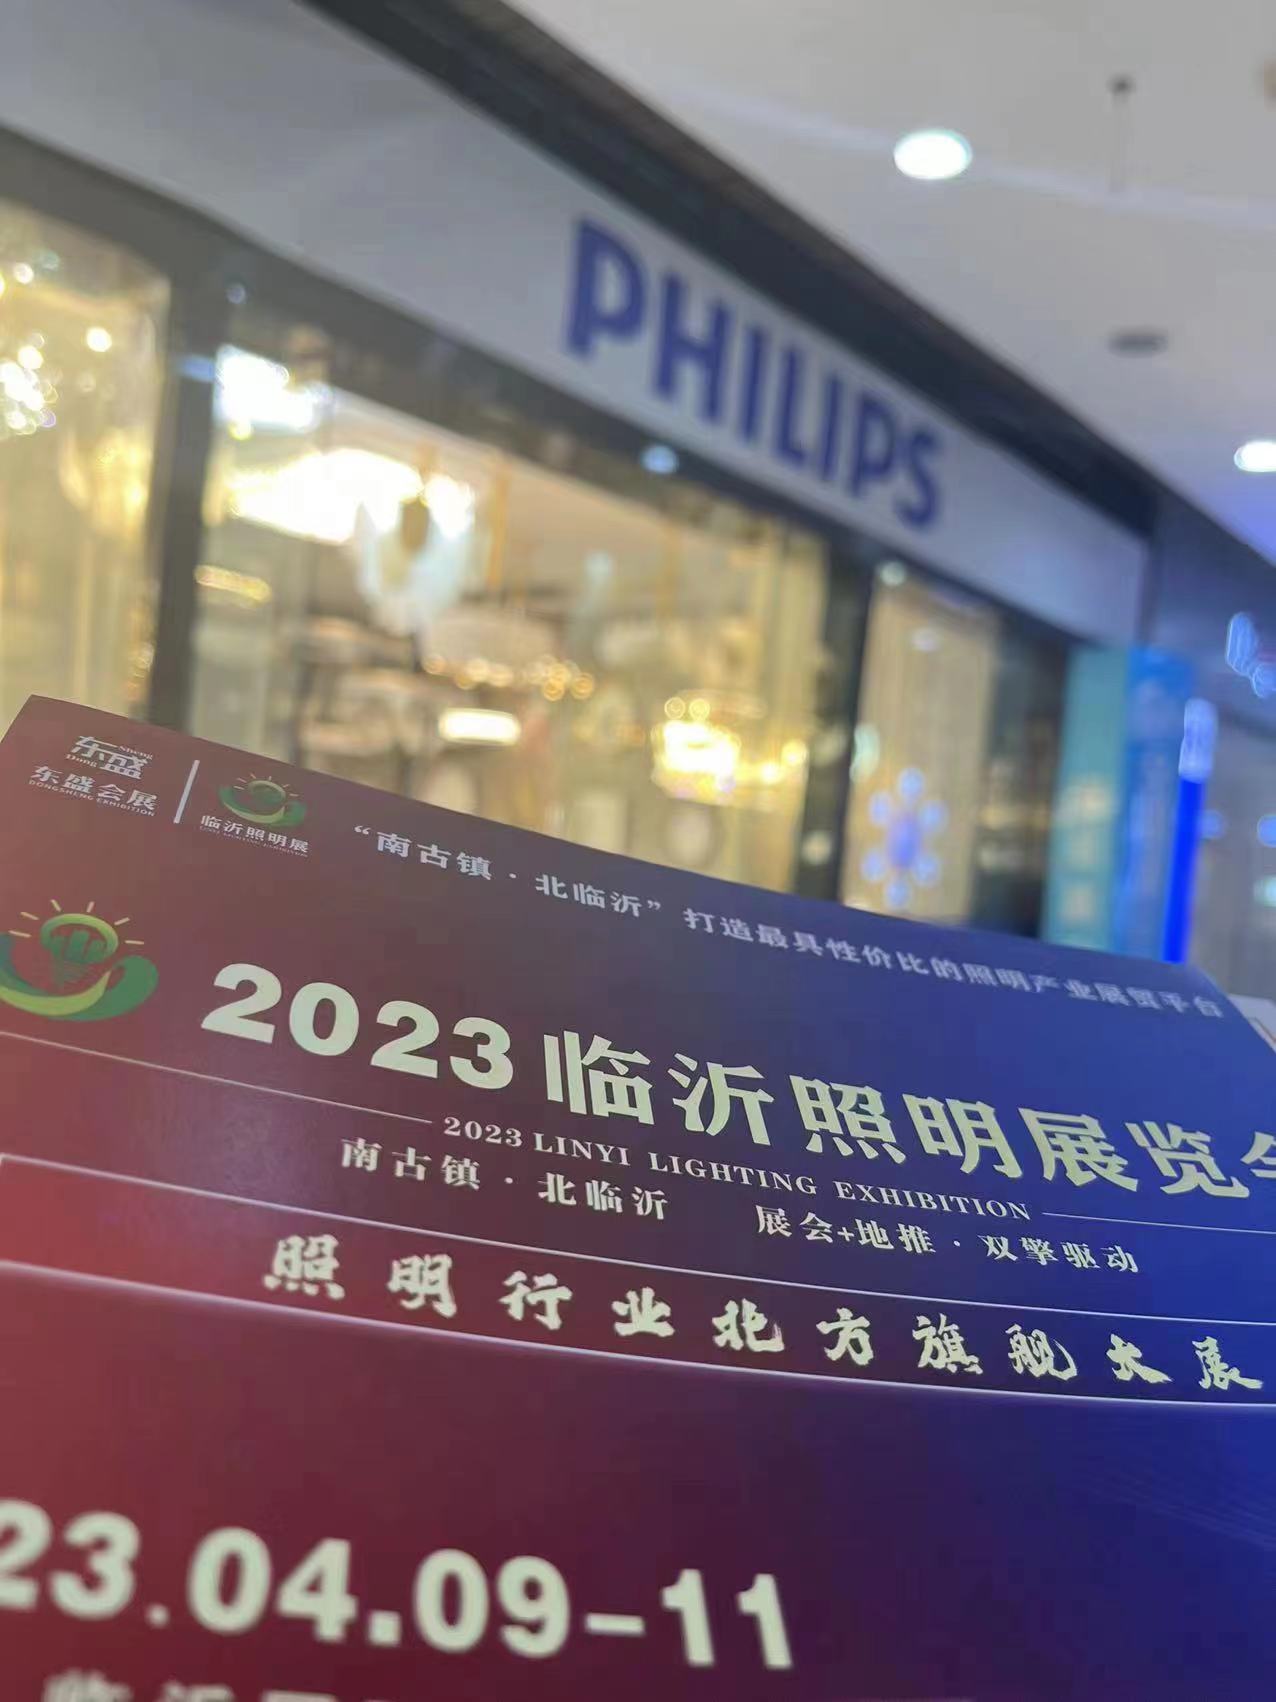 PHILIPS
东盛
Dong Sheng
东盛会展
DONGSHENG EXHIBITION
临沂照明展
LINYI LIGHTING EXHIBITION
“南古镇·北临沂”打造最具性价比的照明产业展贸平台
2023临沂照明展览会
2023 LINYI LIGHTING EXHIBITION
南古镇·北临沂 展会+地推·双擎驱动
照明行业北方旗舰大展
23.04.09-11